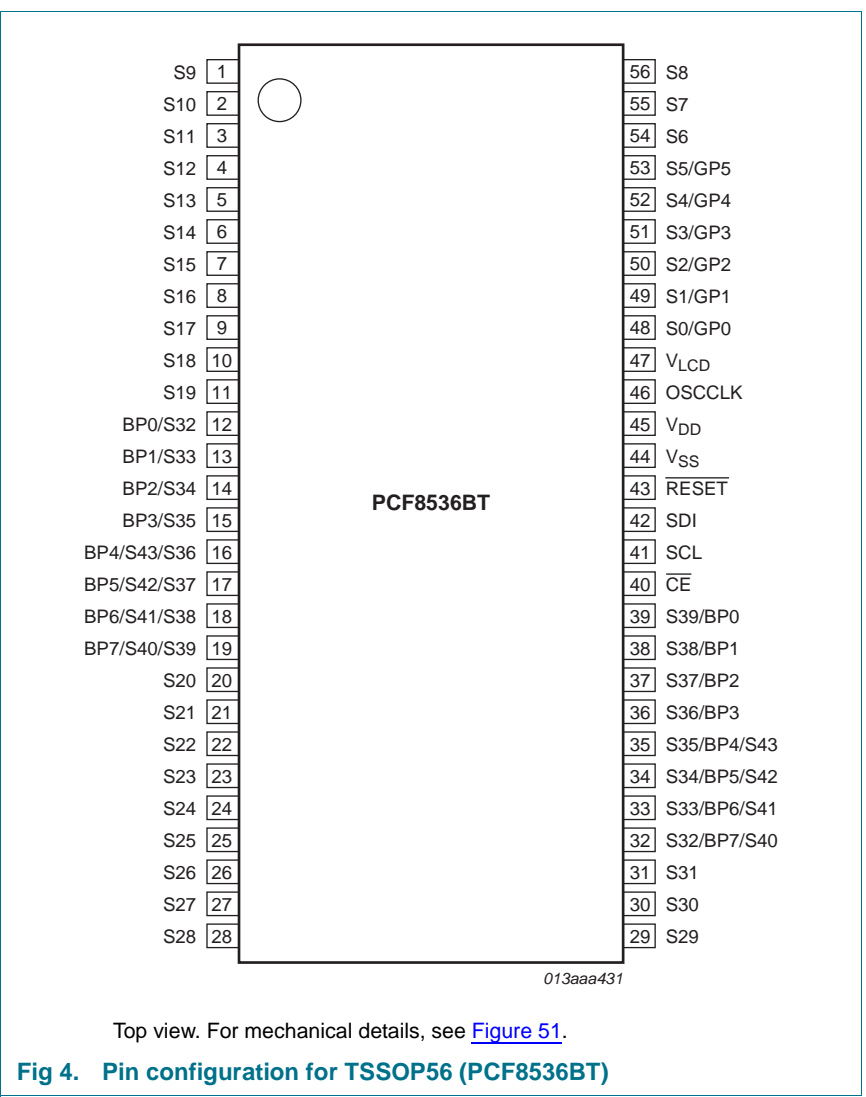 S9 1 56 S8
S10 2 55 S7
S11 3 54 S6
S12 4 53 S5/GP5
S13 5 52 S4/GP4
S14 6 51 S3/GP3
S15 7 50 S2/GP2
S16 8 49 S1/GP1
S17 9 48 S0/GP0
S18 10 47 VLCD
S19 11 46 OSCCLK
BP0/S32 12 45 VDD
BP1/S33 13 44 VSS
BP2/S34 14 43 RESET
PCF8536BT
BP3/S35 15 42 SDI
BP4/S43/S36 16 41 SCL
BP5/S42/S37 17 40 CE
BP6/S41/S38 18 39 S39/BP0
BP7/S40/S39 19 38 S38/BP1
S20 20 37 S37/BP2
S21 21 36 S36/BP3
S22 22 35 S35/BP4/S43
S23 23 34 S34/BP5/S42
S24 24 33 S33/BP6/S41
S25 25 32 S32/BP7/S40
S26 26 31 S31
S27 27 30 S30
S28 28 29 S29
013aaa431
Top view. For mechanical details, see Figure 51.
Fig 4. Pin configuration for TSSOP56 (PCF8536BT)